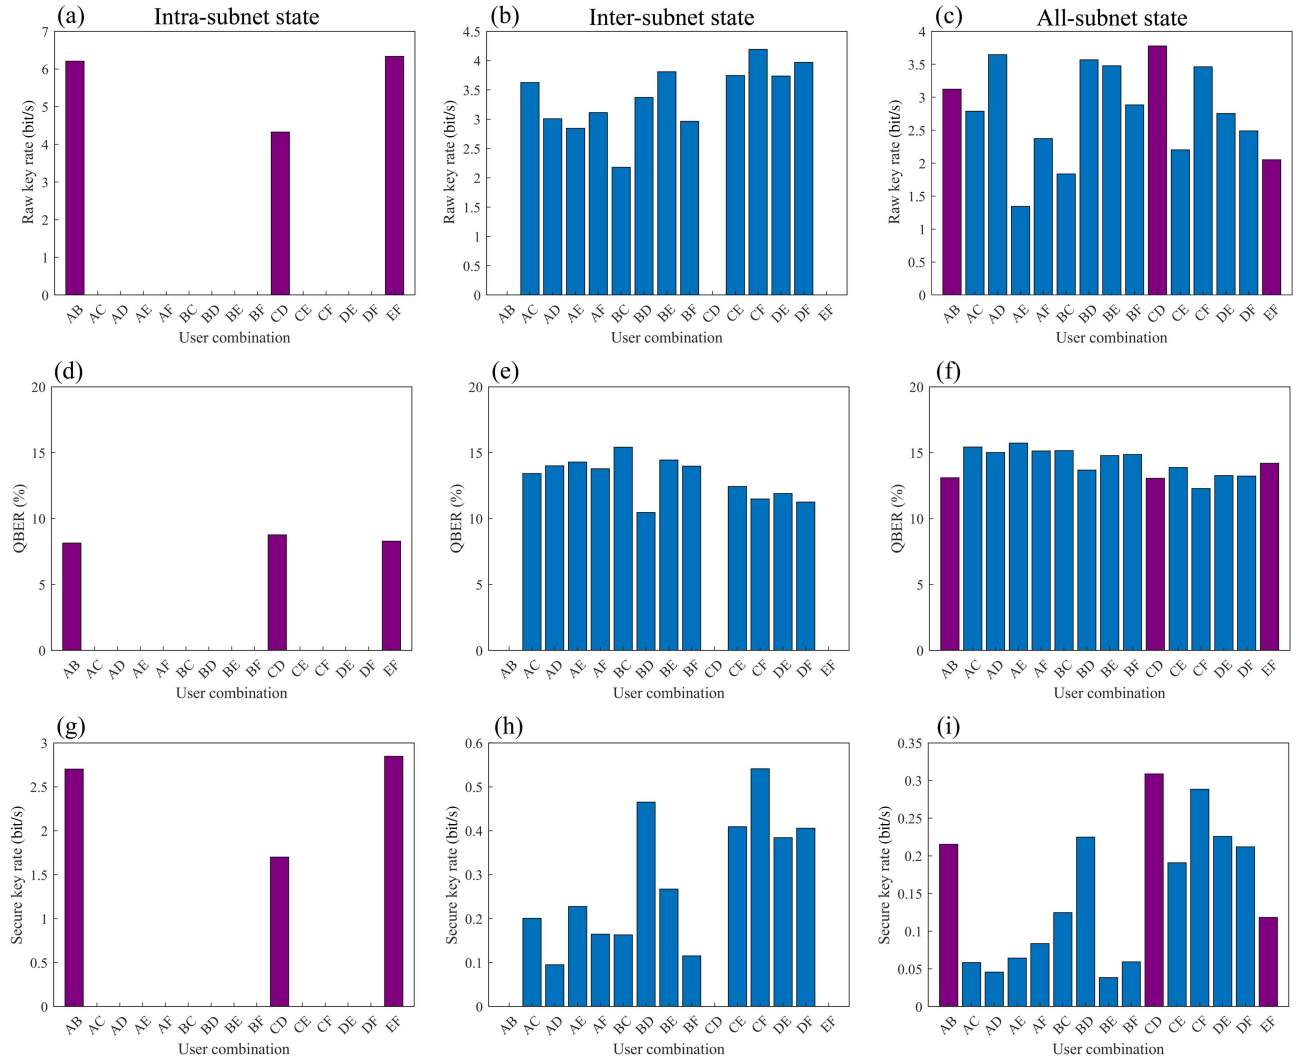 (a) Intra-subnet state
(b) Inter-subnet state
(c) All-subnet state
Raw key rate (bit/s)
7
6
5
4
3
2
1
0
AB AC AD AE AF BC BD BE BF CD CE CF DE DF EF
User combination
Raw key rate (bit/s)
4.5
4
3.5
3
2.5
2
1.5
1
0.5
0
AB AC AD AE AF BC BD BE BF CD CE CF DE DF EF
User combination
Raw key rate (bit/s)
4
3.5
3
2.5
2
1.5
1
0.5
0
AB AC AD AE AF BC BD BE BF CD CE CF DE DF EF
User combination
(d)
QBER (%)
20
15
10
5
0
AB AC AD AE AF BC BD BE BF CD CE CF DE DF EF
User combination
(e)
QBER (%)
20
15
10
5
0
AB AC AD AE AF BC BD BE BF CD CE CF DE DF EF
User combination
(f)
QBER (%)
20
15
10
5
0
AB AC AD AE AF BC BD BE BF CD CE CF DE DF EF
User combination
(g)
Secure key rate (bit/s)
3
2.5
2
1.5
1
0.5
0
AB AC AD AE AF BC BD BE BF CD CE CF DE DF EF
User combination
(h)
Secure key rate (bit/s)
0.6
0.5
0.4
0.3
0.2
0.1
0
AB AC AD AE AF BC BD BE BF CD CE CF DE DF EF
User combination
(i)
Secure key rate (bit/s)
0.35
0.3
0.25
0.2
0.15
0.1
0.05
0
AB AC AD AE AF BC BD BE BF CD CE CF DE DF EF
User combination